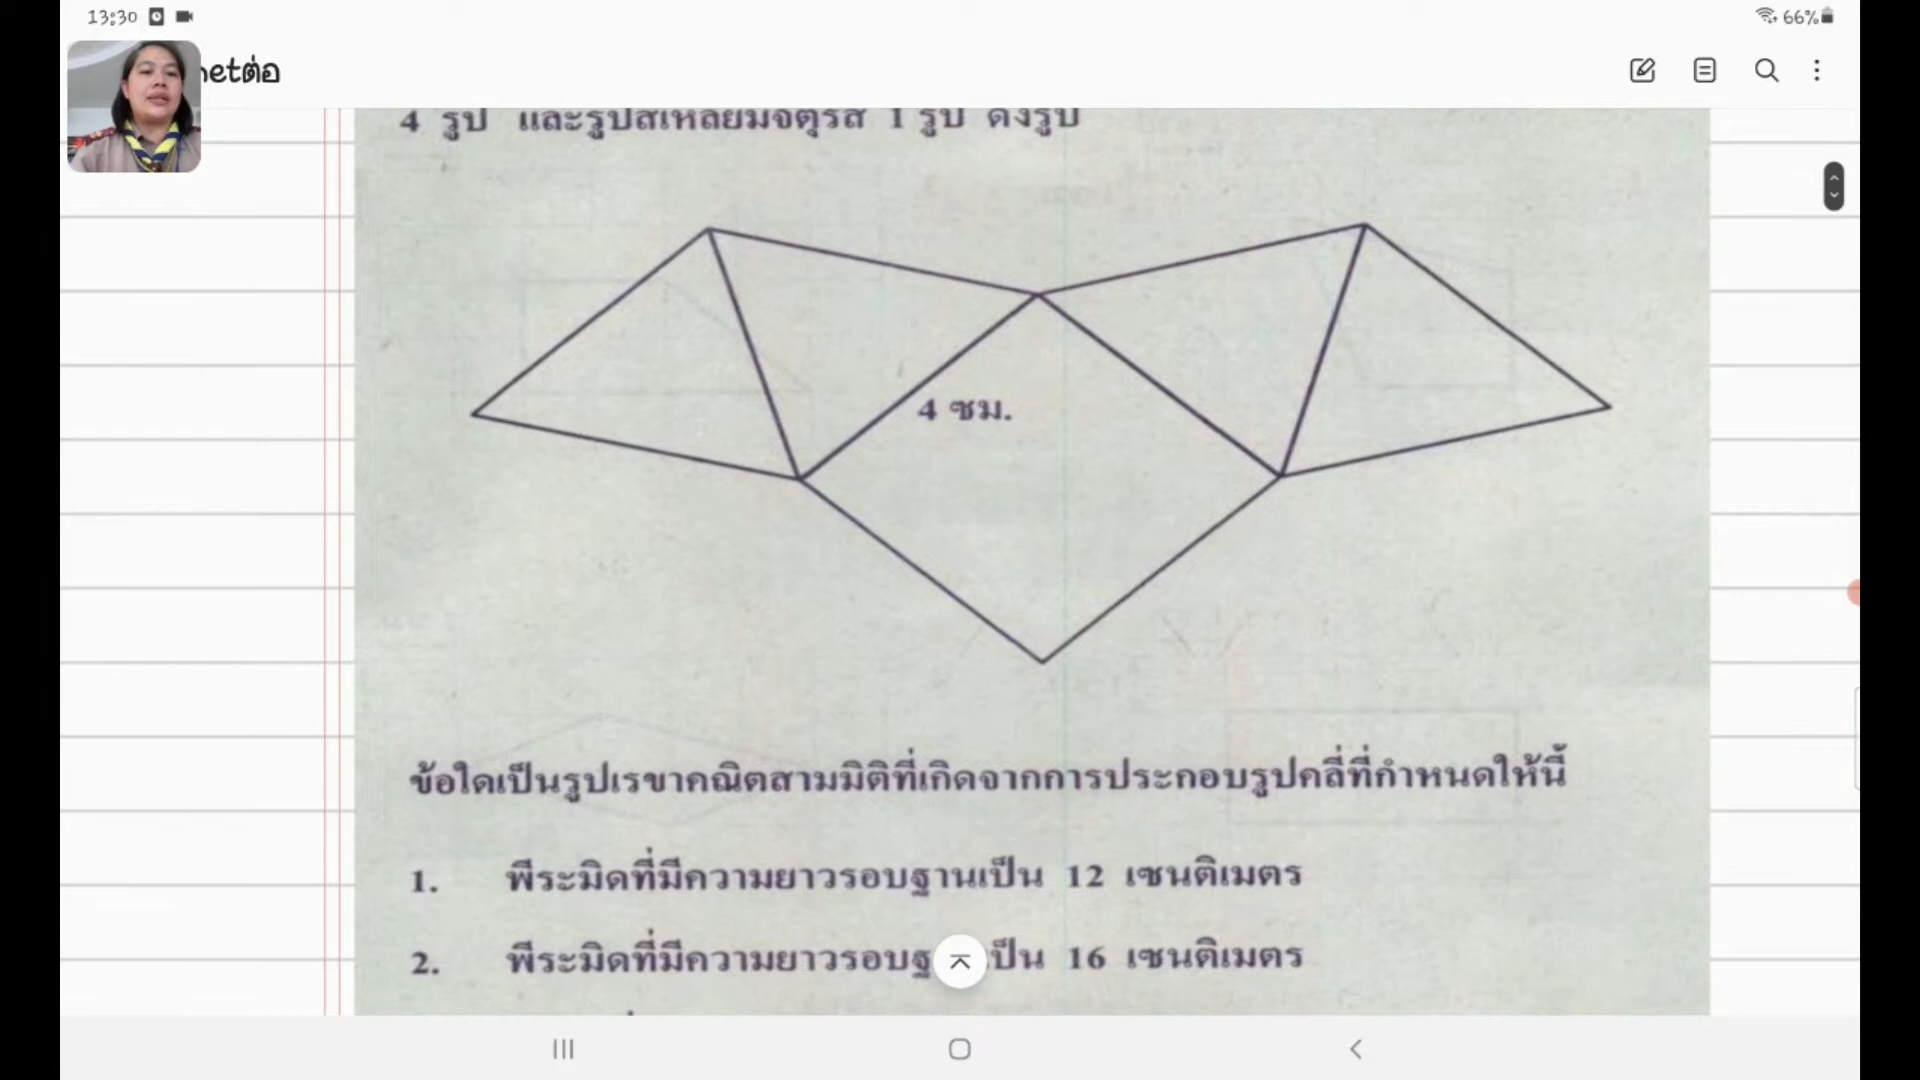 13:30
66%
netต่อ
4 รูป และรูปสี่เหลี่ยมจัตุรัส 1 รูป ดังรูป
4 ซม.
ข้อใดเป็นรูปเรขาคณิตสามมิติที่เกิดจากการประกอบรูปคลี่ที่กำหนดให้นี้
1. พีระมิดที่มีความยาวรอบฐานเป็น 12 เซนติเมตร
2. พีระมิดที่มีความยาวรอบฐ เป็น 16 เซนติเมตร